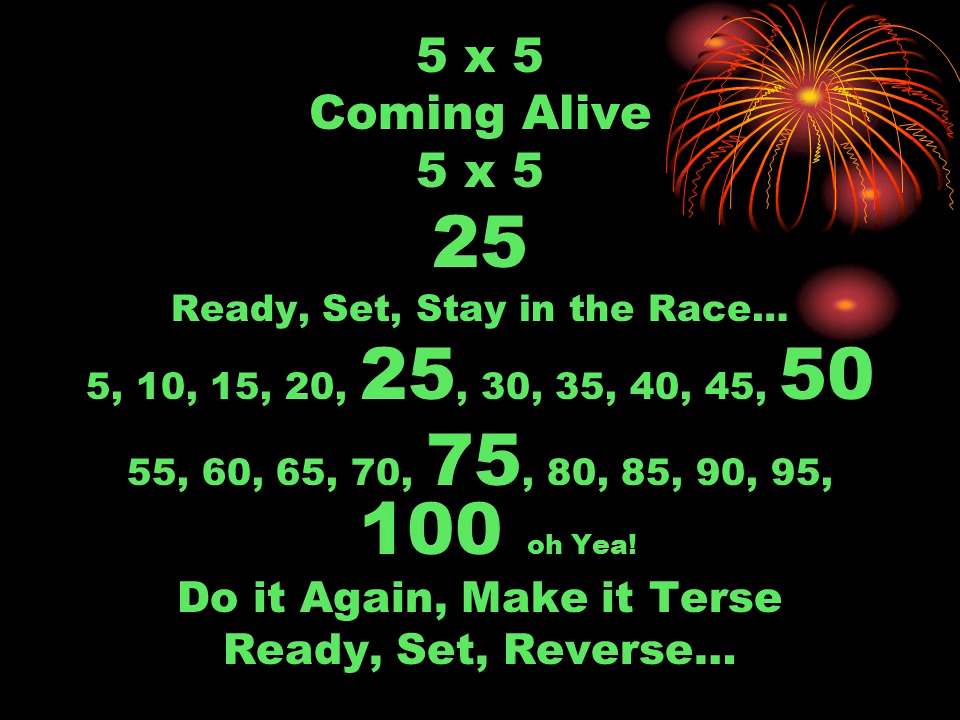 5 x 5
Coming Alive
5 x 5
25
Ready, Set, Stay in the Race...
5, 10, 15, 20, 25, 30, 35, 40, 45, 50
55, 60, 65, 70, 75, 80, 85, 90, 95,
100 oh Yea!
Do it Again, Make it Terse
Ready, Set, Reverse...